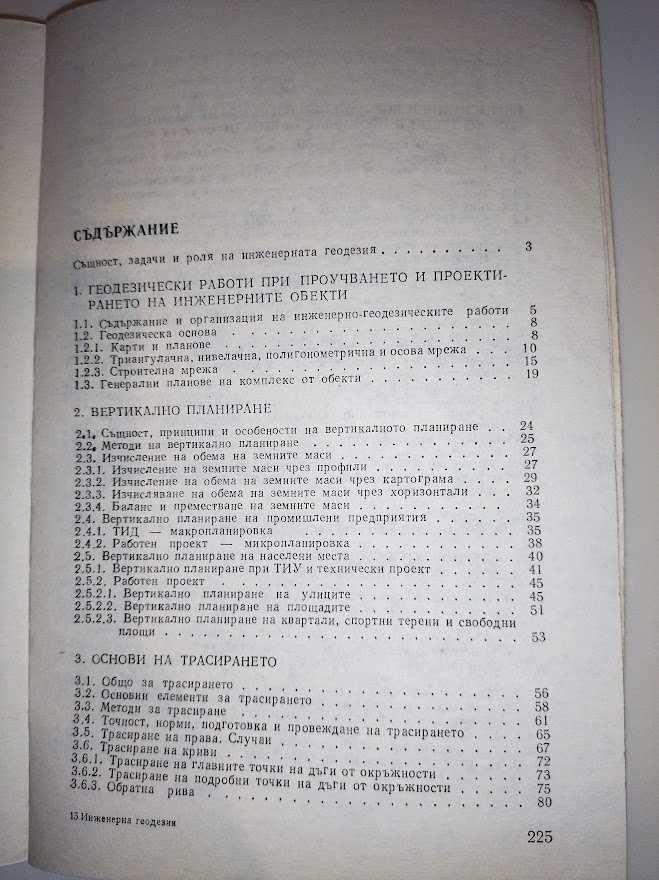 СЪДЪРЖАНИЕ
Същност, задачи и роля на инженерната геодезия . . . . . . . . . . 3
1. ГЕОДЕЗИЧЕСКИ РАБОТИ ПРИ ПРОУЧВАНЕТО И ПРОЕКТИ-
РАНЕТО НА ИНЖЕНЕРНИТЕ ОБЕКТИ
1.1. Съдържание и организация на инженерно-геодезическите работи 5
1.2. Геодезическа основа . . . . . . . . . . . . . . . . 8
1.2.1. Карти и планове . . . . . . . . . . . . . . . . 8
1.2.2. Триангулачна, нивелачна, полигонометрична и осова мрежа . . . . 10
1.2.3. Строителна мрежа . . . . . . . . . . . . . . . . 15
1.3. Генерални планове на комплекс от обекти . . . . . . . . . . . 19
2. ВЕРТИКАЛНО ПЛАНИРАНЕ
2.1. Същност, принципи и особености на вертикалното планиране . . 24
2.2. Методи на вертикално планиране . . . . . . . . . . . . . . 25
2.3. Изчисление на обема на земните маси . . . . . . . . . . . . 27
2.3.1. Изчисление на земните маси чрез профили . . . . . . . . . . 27
2.3.2. Изчисление на обема на земните маси чрез картограма . . . . 29
2.3.3. Изчисляване на обема на земните маси чрез хоризонтали . . . 32
2.3.4. Баланс и преместване на земните маси . . . . . . . . . . . 34
2.4. Вертикално планиране на промишлени предприятия . . . . . . . 35
2.4.1. ТИД — макропланировка . . . . . . . . . . . . . . . 35
2.4.2. Работен проект — микропланировка . . . . . . . . . . . 38
2.5. Вертикално планиране на населени места . . . . . . . . . . . 40
2.5.1. Вертикално планиране при ТИУ и технически проект . . . . . . 41
2.5.2. Работен проект . . . . . . . . . . . . . . . . . . 45
2.5.2.1. Вертикално планиране на улиците . . . . . . . . . . . 45
2.5.2.2. Вертикално планиране на площадите . . . . . . . . . . 51
2.5.2.3. Вертикално планиране на квартали, спортни терени и свободни
площи . . . . . . . . . . . . . . . . . . . . . . 53
3. ОСНОВИ НА ТРАСИРАНЕТО
3.1. Общо за трасирането . . . . . . . . . . . . . . . . . 56
3.2. Основни елементи за трасирането . . . . . . . . . . . . . 58
3.3. Методи за трасиране . . . . . . . . . . . . . . . . . 61
3.4. Точност, норми, подготовка и провеждане на трасирането . . . . 65
3.5. Трасиране на права. Случаи . . . . . . . . . . . . . . . 67
3.6. Трасиране на криви . . . . . . . . . . . . . . . . . 72
3.6.1. Трасиране на главните точки на дъги от окръжности . . . . . . 73
3.6.2. Трасиране на подробни точки на дъги от окръжности . . . . . 75
3.6.3. Обратна рива . . . . . . . . . . . . . . . . . . . 80
15 Инженерна геодезия
225